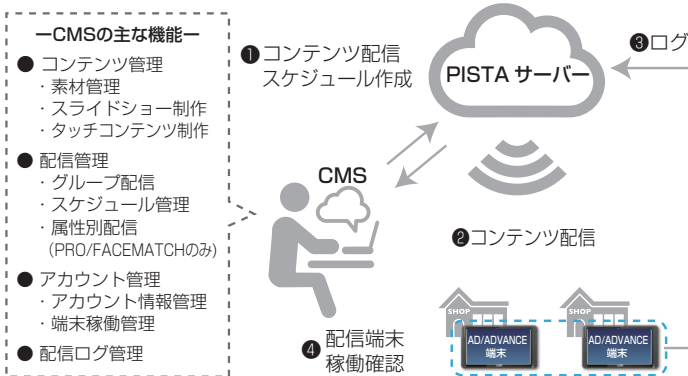 ーCMSの主な機能ー
● コンテンツ管理
・素材管理
・スライドショー制作
・タッチコンテンツ制作
● 配信管理
・グループ配信
・スケジュール管理
・属性別配信
（PRO/FACEMATCHのみ）
● アカウント管理
・アカウント情報管理
・端末稼働管理
● 配信ログ管理
❶コンテンツ配信
スケジュール作成
PISTA サーバー
❸ログ
CMS
❷コンテンツ配信
❹配信端末
稼働確認
SHOP
AD/ADVANCE
端末
SHOP
AD/ADVANCE
端末